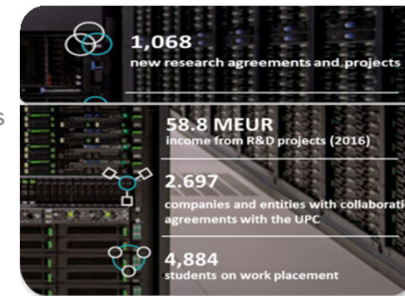 s
1,068
new research agreements and projects
58.8 MEUR
income from R&D projects (2016)
2.697
companies and entities with collaborati
agreements with the UPC
4,884
students on work placement